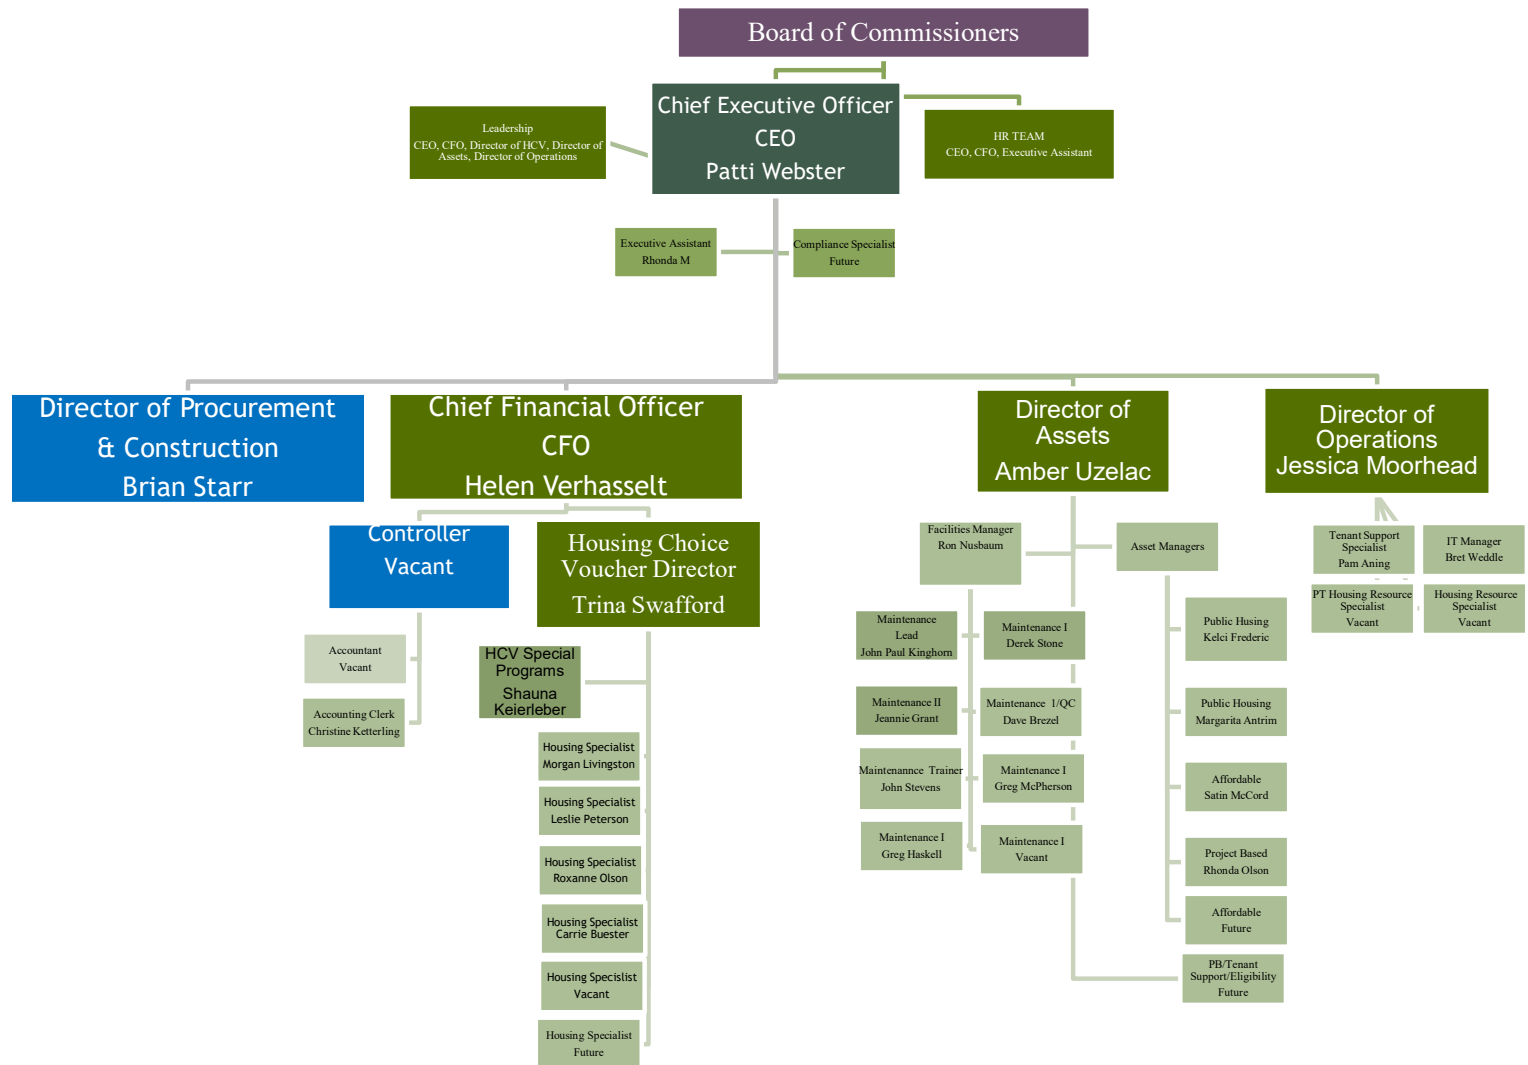 Board of Commissioners
Chief Executive Officer
CEO
Patti Webster
Leadership
CEO, CFO, Director of HCV, Director of
Assets, Director of Operations
HR TEAM
CEO, CFO, Executive Assistant
Executive Assistant
Rhonda M
Compliance Specialist
Future
Director of Procurement
& Construction
Brian Starr
Chief Financial Officer
CFO
Helen Verhasselt
Director of
Assets
Amber Uzelac
Director of
Operations
Jessica Moorhead
Controller
Vacant
Housing Choice
Voucher Director
Trina Swafford
Accountant
Vacant
Accounting Clerk
Christine Ketterling
HCV Special
Programs
Shauna
Keierleber
Housing Specialist
Morgan Livingston
Housing Specialist
Leslie Peterson
Housing Specialist
Roxanne Olson
Housing Specialist
Carrie Buester
Housing Specislist
Vacant
Housing Specialist
Future
Facilities Manager
Ron Nusbaum
Asset Managers
Maintenance
Lead
John Paul Kinghorn
Maintenance I
Derek Stone
Maintenance II
Jeannie Grant
Maintenance 1/QC
Dave Brezel
Maintenannce Trainer
John Stevens
Maintenance I
Greg McPherson
Maintenance I
Greg Haskell
Maintenance I
Vacant
Public Husing
Kelci Frederic
Public Housing
Margarita Antrim
Affordable
Satin McCord
Project Based
Rhonda Olson
Affordable
Future
PB/Tenant
Support/Eligibility
Future
Tenant Support
Specialist
Pam Aning
IT Manager
Bret Weddle
PT Housing Resource
Specialist
Vacant
Housing Resource
Specialist
Vacant